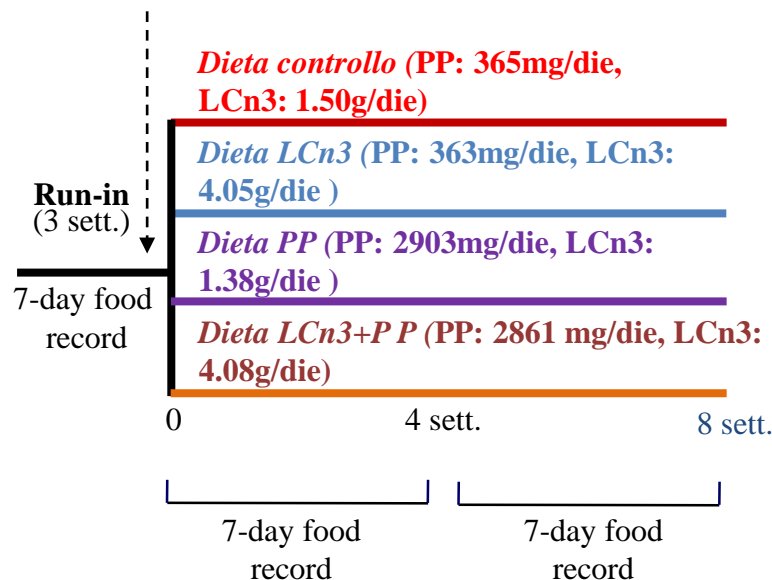 Dieta controllo (PP: 365mg/die,
LCn3: 1.50g/die)
Dieta LCn3 (PP: 363mg/die, LCn3:
4.05g/die )
Run-in
(3 sett.)
Dieta PP (PP: 2903mg/die, LCn3:
1.38g/die )
7-day food
record
Dieta LCn3+P P (PP: 2861 mg/die, LCn3:
4.08g/die)
0
4 sett.
8 sett.
7-day food
record
7-day food
record